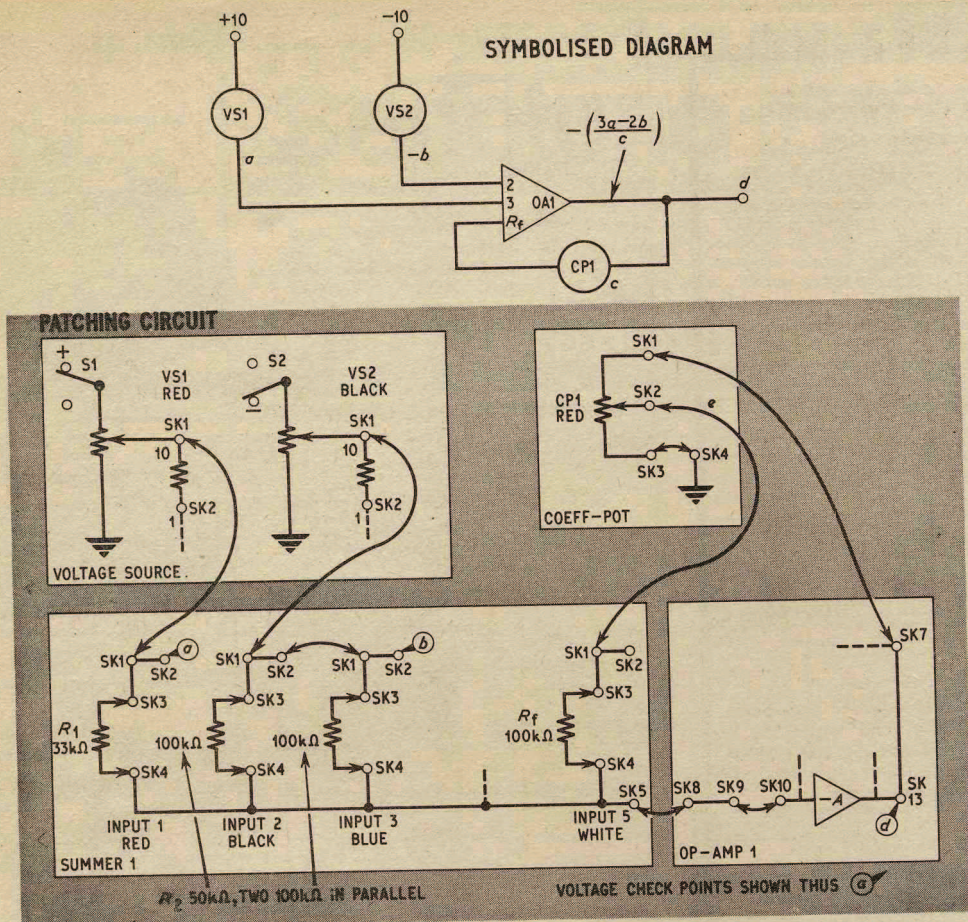 +10
-10
SYMBOLISED DIAGRAM
VS1
VS2
a
-b
-(3a-2b/c)
2
3
Rf
OA1
d
CP1
c
PATCHING CIRCUIT
+
S1
VS1
RED
SK1
10
SK2
1
S2
−
VS2
BLACK
SK1
10
SK2
1
VOLTAGE SOURCE.
SK1
CP1
RED
SK2
e
SK3
SK4
COEFF-POT
SK1
a
SK2
SK3
R1
33kΩ
SK4
INPUT 1
RED
SK1
SK2
SK3
100kΩ
SK4
INPUT 2
BLACK
SK1
b
SK2
SK3
100kΩ
SK4
INPUT 3
BLUE
SK1
SK2
SK3
Rf
100kΩ
SK4
INPUT 5
WHITE
SK5
SUMMER 1
SK7
SK8
SK9
SK10
-A
SK
13
d
OP-AMP 1
R2 50kΩ, TWO 100kΩ IN PARALLEL
VOLTAGE CHECK POINTS SHOWN THUS a